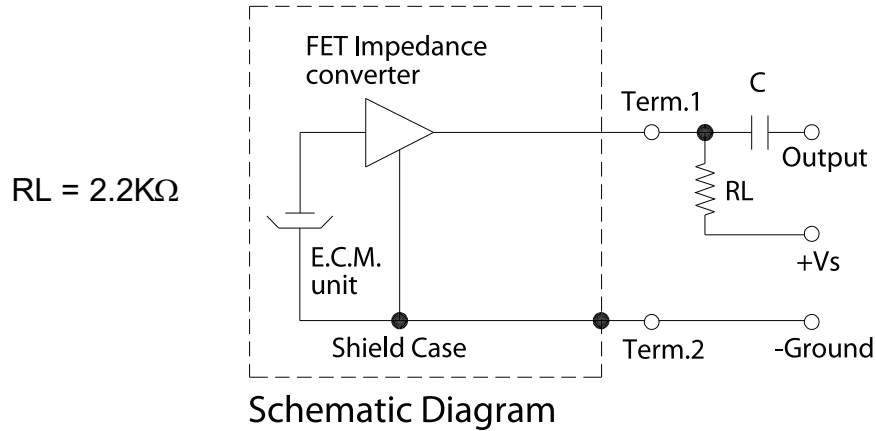 FET Impedance
converter
Term.1
C
Output
RL = 2.2KΩ
RL
E.C.M.
unit
+Vs
Shield Case
Term.2
-Ground
Schematic Diagram